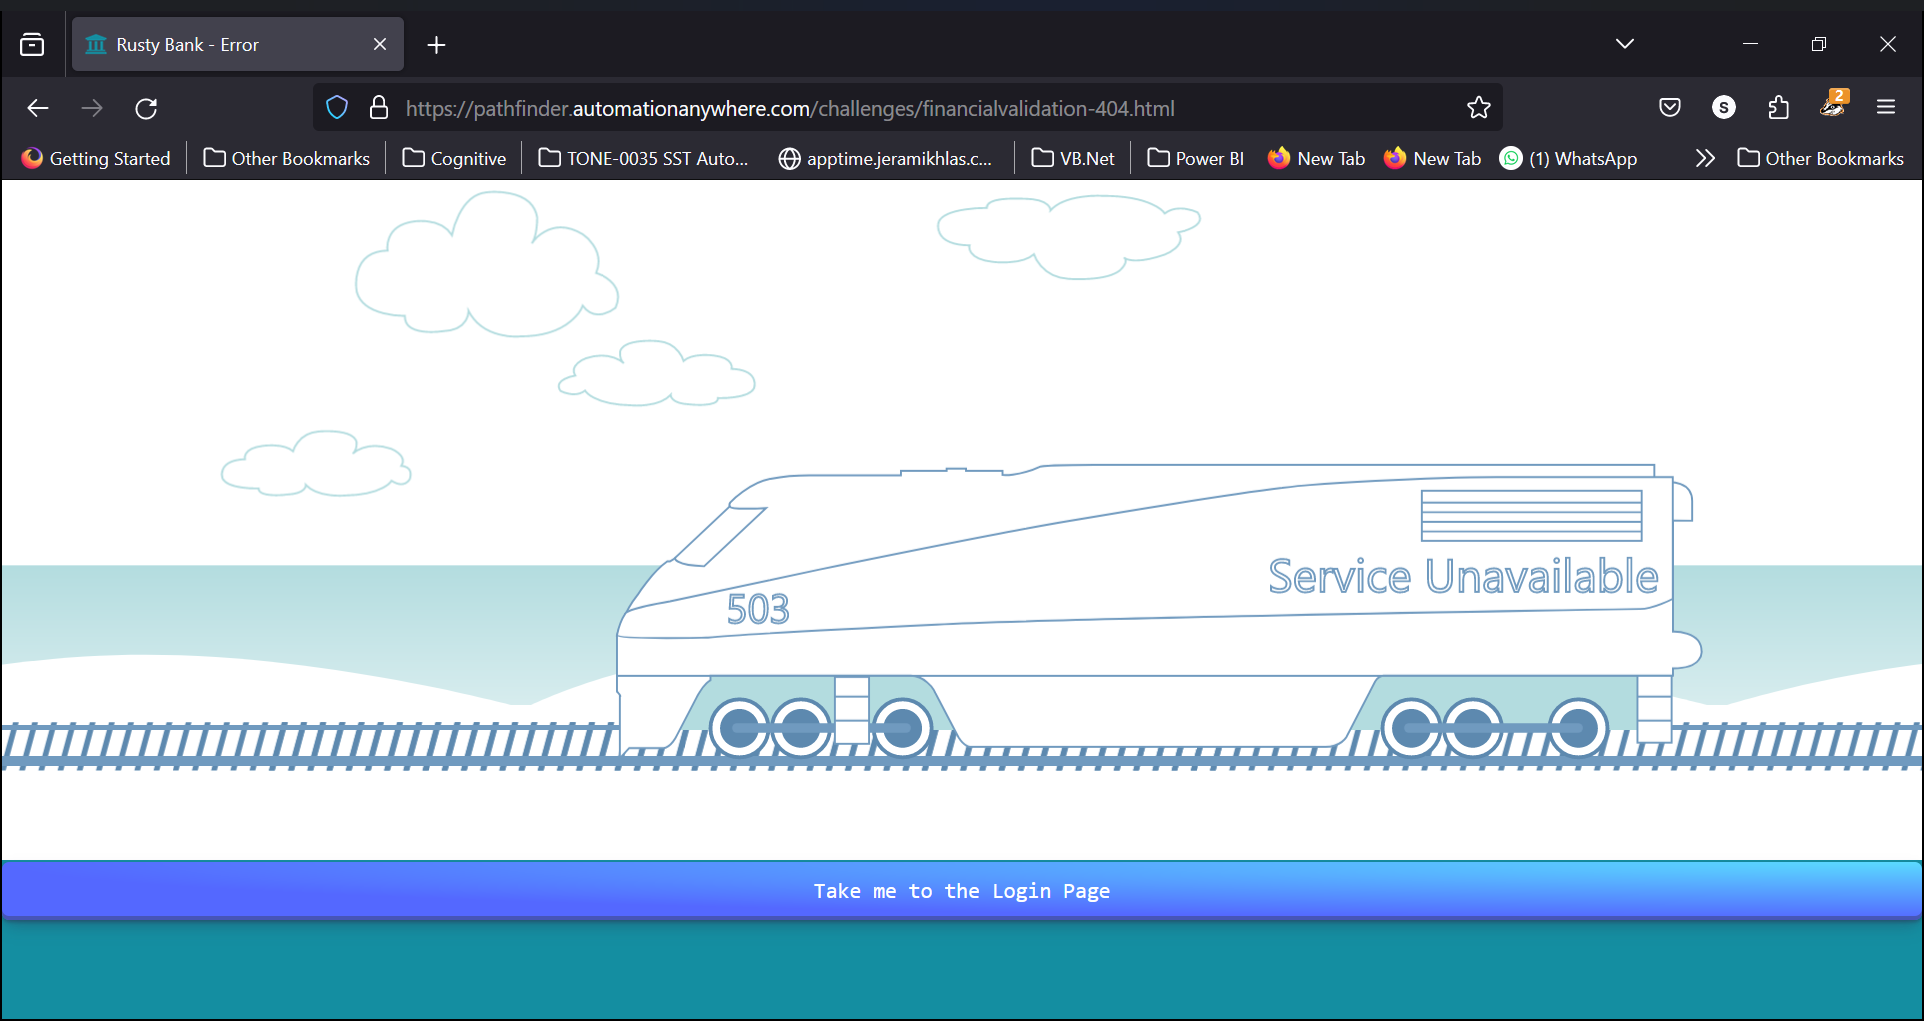 Rusty Bank - Error
https://pathfinder.automationanywhere.com/challenges/financialvalidation-404.html
S
2
Getting Started
Other Bookmarks
Cognitive
TONE-0035 SST Auto...
apptime.jeramikhlas.c...
VB.Net
Power BI
New Tab
New Tab
(1) WhatsApp
Other Bookmarks
Service Unavailable
503
Take me to the Login Page